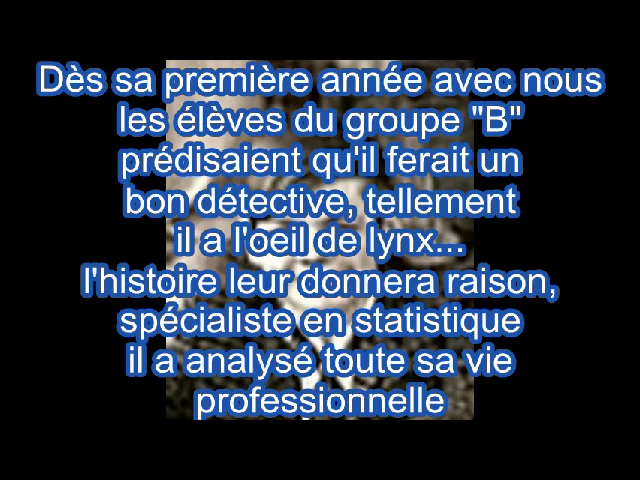 Dès sa première année avec nous
les élèves du groupe "B"
prédisaient qu'il ferait un
bon détective, tellement
il a l'oeil de lynx...
l'histoire leur donnera raison,
spécialiste en statistique
il a analysé toute sa vie
professionnelle